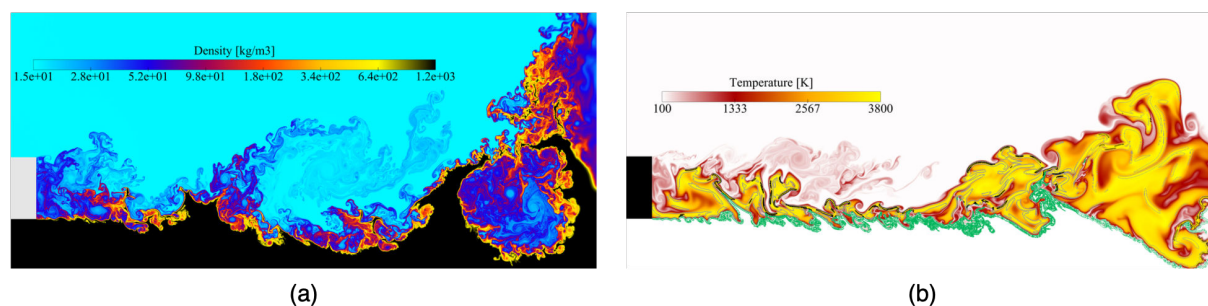 Density [kg/m3]
1.5e+01 2.8e+01 5.2e+01 9.8e+01 1.8e+02 3.4e+02 6.4e+02 1.2e+03
Temperature [K]
100 1333 2567 3800
(a)
(b)